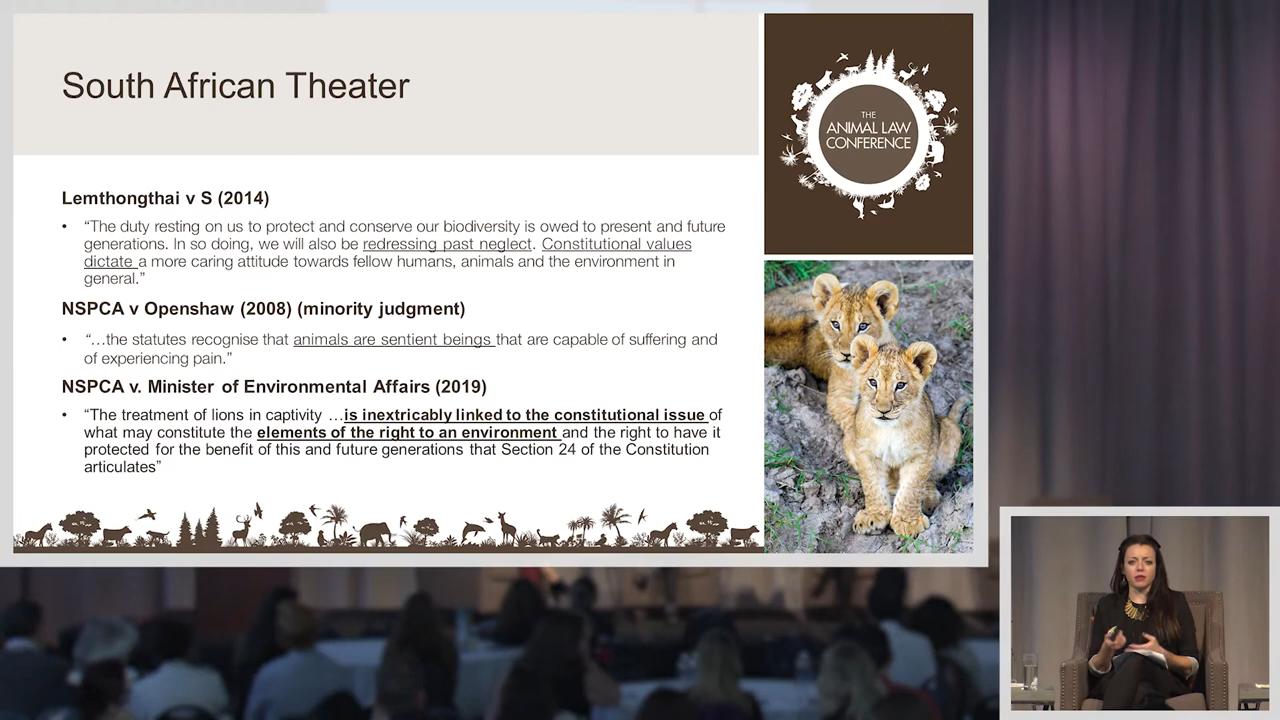 South African Theater
THE
ANIMAL LAW
CONFERENCE
Lemthongthai v S (2014)
• “The duty resting on us to protect and conserve our biodiversity is owed to present and future
generations. In so doing, we will also be redressing past neglect. Constitutional values
dictate a more caring attitude towards fellow humans, animals and the environment in
general.”
NSPCA v Openshaw (2008) (minority judgment)
• “…the statutes recognise that animals are sentient beings that are capable of suffering and
of experiencing pain.”
NSPCA v. Minister of Environmental Affairs (2019)
• “The treatment of lions in captivity …is inextricably linked to the constitutional issue of
what may constitute the elements of the right to an environment and the right to have it
protected for the benefit of this and future generations that Section 24 of the Constitution
articulates”